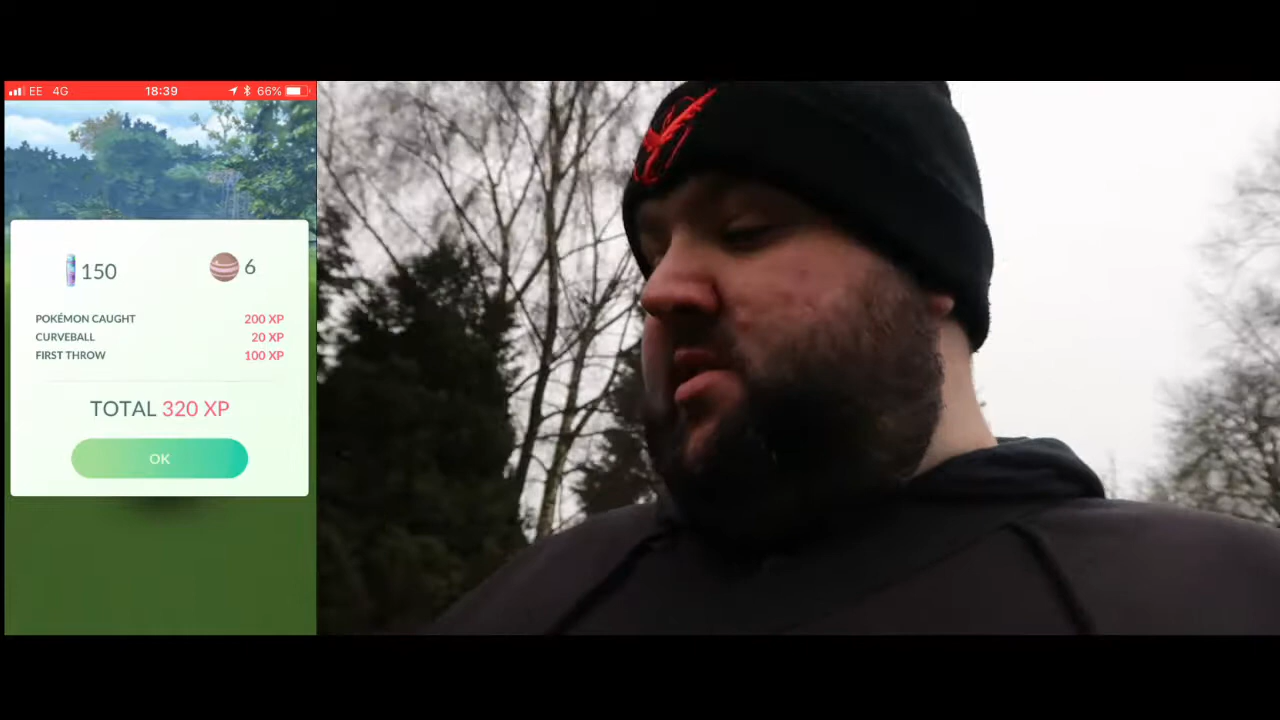 EE 4G 18:39 66%
150 6
POKÉMON CAUGHT 200 XP
CURVEBALL 20 XP
FIRST THROW 100 XP
TOTAL 320 XP
OK